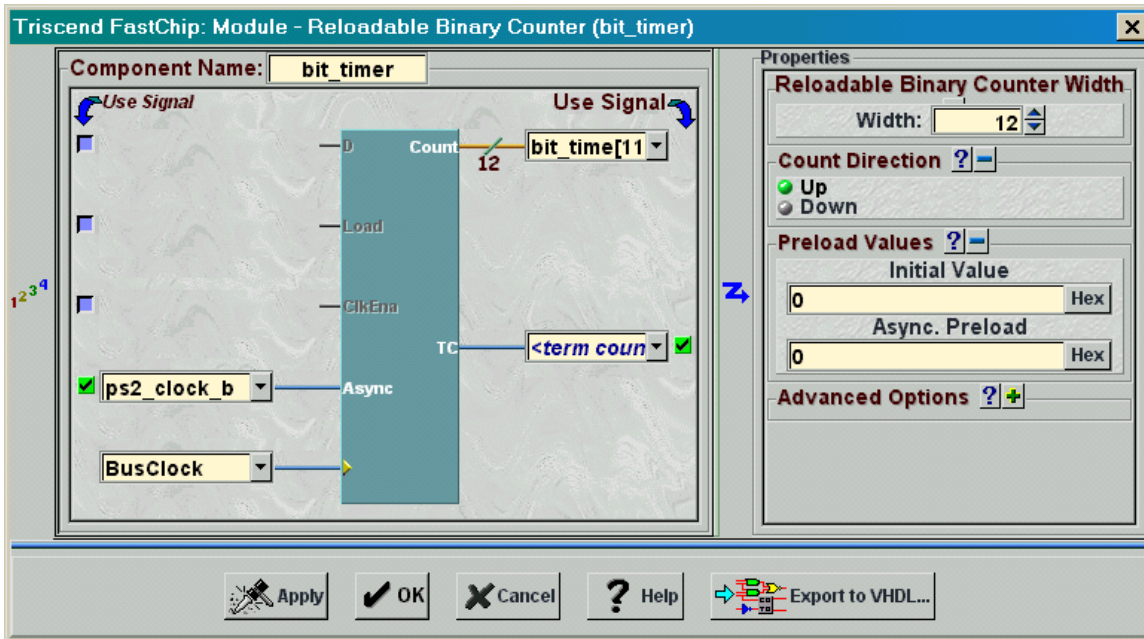 Triscend FastChip: Module - Reloadable Binary Counter (bit_timer)
Component Name: bit_timer
Use Signal
Use Signal
D
Count
12
bit_time[11
Load
ClkEna
TC
<term coun
ps2_clock_b
Async
BusClock
1234
Properties
Reloadable Binary Counter Width
Width: 12
Count Direction ?
Up
Down
Preload Values ?
Initial Value
0 Hex
Async. Preload
0 Hex
Advanced Options ?
Apply
OK
Cancel
? Help
Export to VHDL...